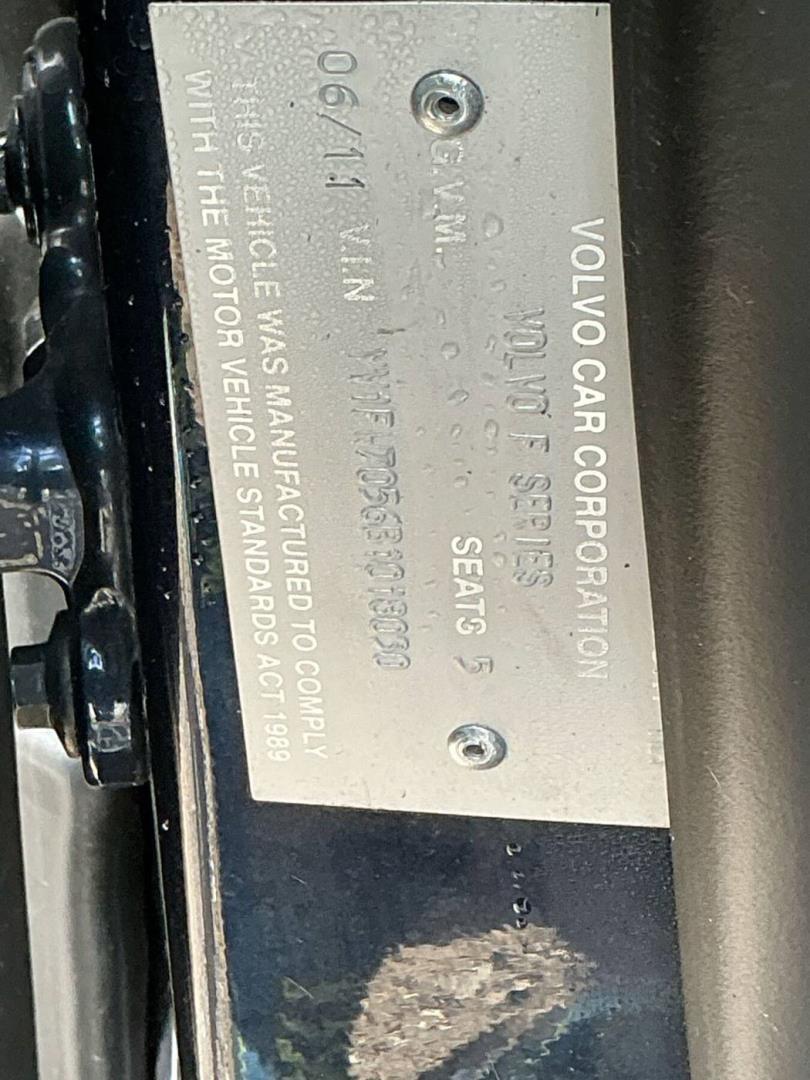 VOLVO CAR CORPORATION
VOLVO F SERIES
G.V.M. SEATS 5
06/11 V.I.N
THIS VEHICLE WAS MANUFACTURED TO COMPLY
WITH THE MOTOR VEHICLE STANDARDS ACT 1989